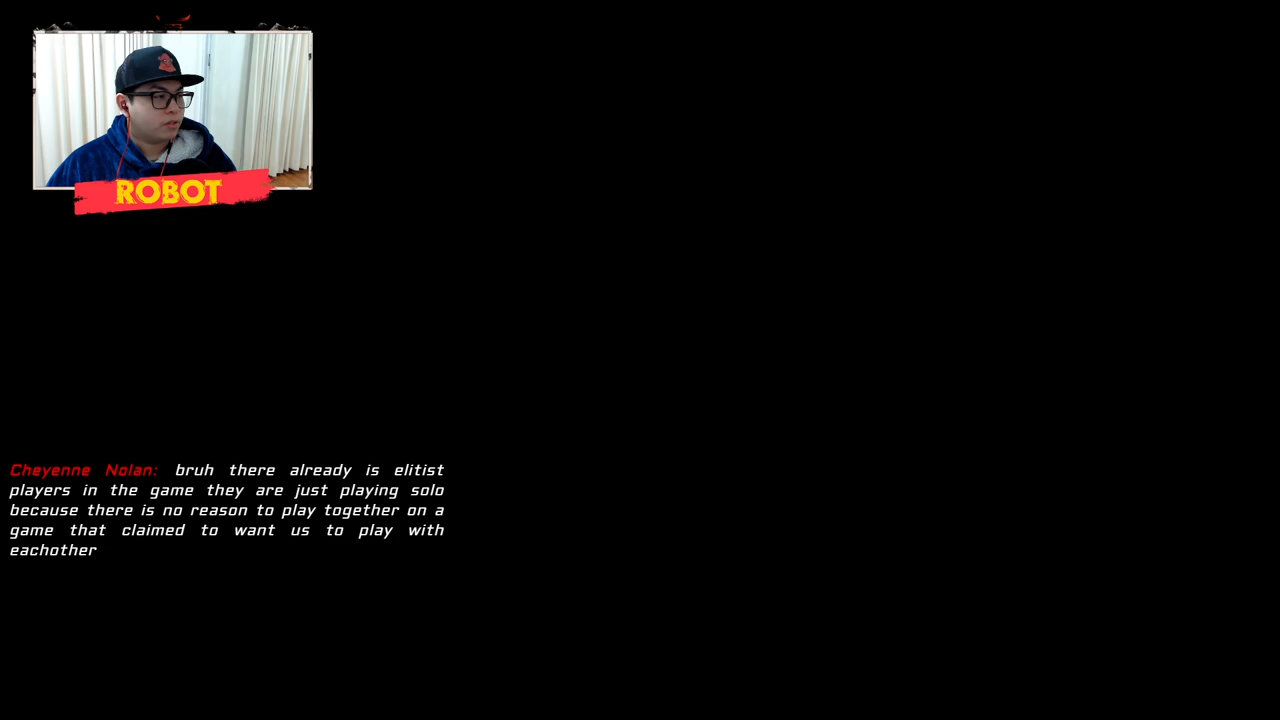 ROBOT
Cheyenne Nolan: bruh there already is elitist
players in the game they are just playing solo
because there is no reason to play together on a
game that claimed to want us to play with
eachother